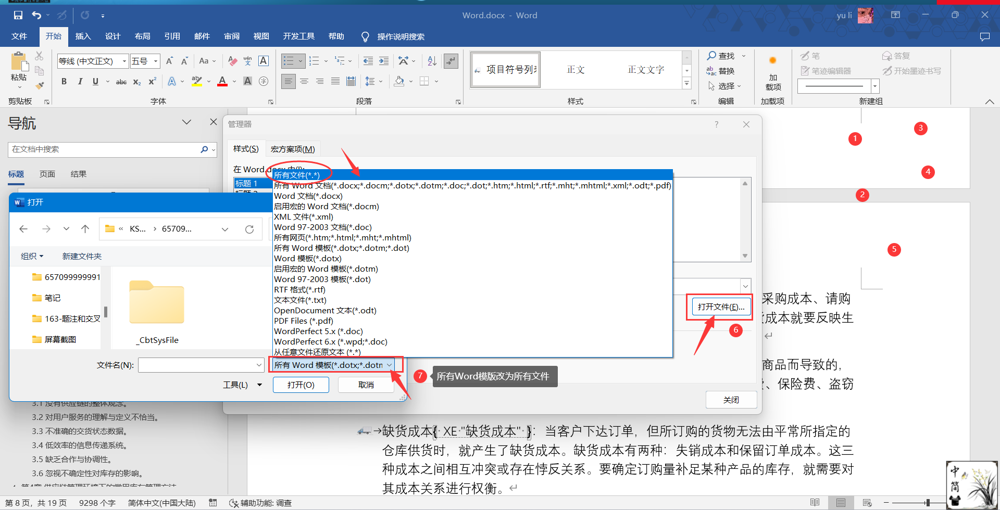 Word.docx - Word
yu li
文件 开始 插入 设计 布局 引用 邮件 审阅 视图 开发工具 帮助 操作说明搜索
等线 (中文正文) 五号 Aa wén 文 A
项目符号列表 正文 正文文字
查找
替换
选择
粘贴
B I U abc x₂ x² A A A 字
加
载项
笔 答复
笔迹编辑器 开始墨迹书写
剪贴板 字体 段落 样式 编辑 加载项 新建组
导航
在文档中搜索
标题 页面 结果
管理器
?
样式(S) 宏方案项(M)
在 Word.docx 中(I):
标题 1
所有文件(*.*)
所有 Word 文档(*.docx;*.docm;*.dotx;*.dotm;*.doc;*.dot;*.htm;*.html;*.rtf;*.mht;*.mhtml;*.xml;*.odt;*.pdf)
Word 文档(*.docx)
启用宏的 Word 文档(*.docm)
XML 文件(*.xml)
Word 97-2003 文档(*.doc)
所有网页(*.htm;*.html;*.mht;*.mhtml)
所有 Word 模板(*.dotx;*.dotm;*.dot)
Word 模板(*.dotx)
启用宏的 Word 模板(*.dotm)
Word 97-2003 模板(*.dot)
RTF 格式(*.rtf)
文本文件(*.txt)
OpenDocument 文本(*.odt)
PDF Files (*.pdf)
WordPerfect 5.x (*.doc)
WordPerfect 6.x (*.wpd;*.doc)
从任意文件还原文本 (*.*)
所有 Word 模板(*.dotx;*.dotm
打开
« KS... › 65709...
组织 新建文件夹
657099999991
笔记
163-题注和交叉
屏幕截图
_CbtSysFile
文件名(N):
工具(L) 打开(O) 取消
打开文件(E)...
关闭
1
3
4
2
5
6
7 所有Word模版改为所有文件
采购成本、请购
成本就要反映生
商品而导致的,
、保险费、盗窃
3.1 没有供应链的整体观念。
3.2 对用户服务的理解与定义不恰当。
3.3 不准确的交货状态数据。
3.4 低效率的信息传递系统。
3.5 缺乏合作与协调性。
3.6 忽视不确定性对库存的影响。
第4章 供应链管理环境下的常用库存管理方法
缺货成本{ XE "缺货成本" }: 当客户下达订单, 但所订购的货物无法由平常所指定的
仓库供货时, 就产生了缺货成本。缺货成本有两种: 失销成本和保留订单成本。这三
种成本之间相互冲突或存在悖反关系。要确定订购量补足某种产品的库存, 就需要对
其成本关系进行权衡。
第 8 页, 共 19 页 9298 个字 简体中文(中国大陆) 辅助功能: 调查
中
简